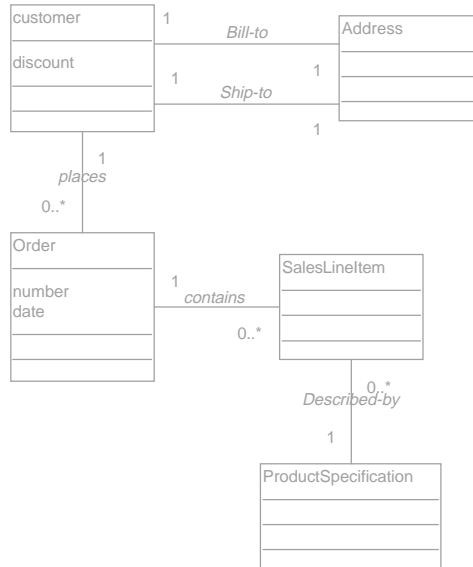 customer
1
Bill-to
Address
discount
1
1
Ship-to
1
1
places
0..*
Order
SalesLineItem
number
1
contains
date
0..*
0..*
Described-by
1
ProductSpecification